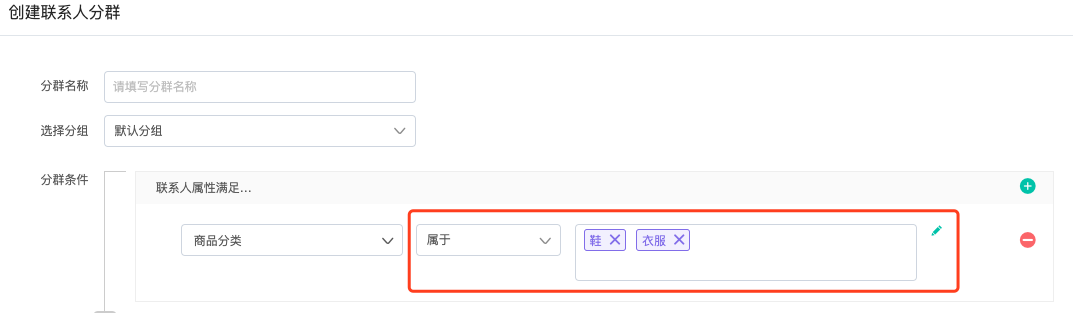 创建联系人分群
分群名称 请填写分群名称
选择分组 默认分组
分群条件 联系人属性满足...
商品分类 属于 鞋 衣服